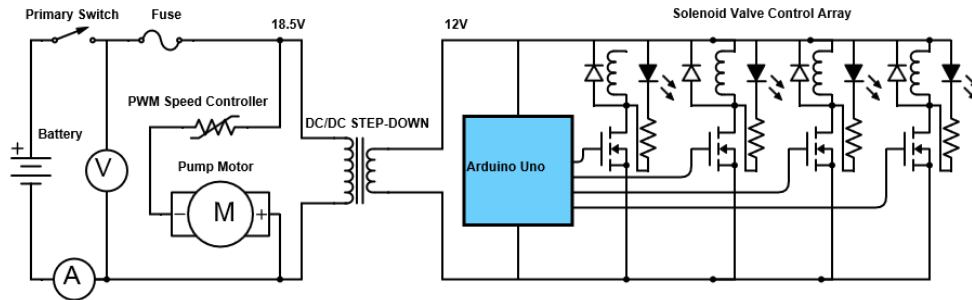 Primary Switch
Fuse
18.5V
12V
Solenoid Valve Control Array
PWM Speed Controller
DC/DC STEP-DOWN
Battery
+
V
Pump Motor
Arduino Uno
− M +
A